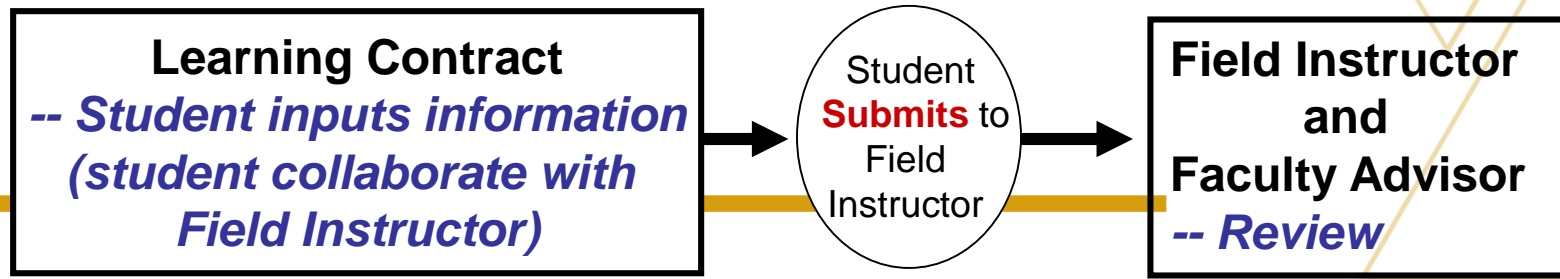 Learning Contract
-- Student inputs information
(student collaborate with
Field Instructor)
Student
Submits to
Field
Instructor
Field Instructor
and
Faculty Advisor
-- Review